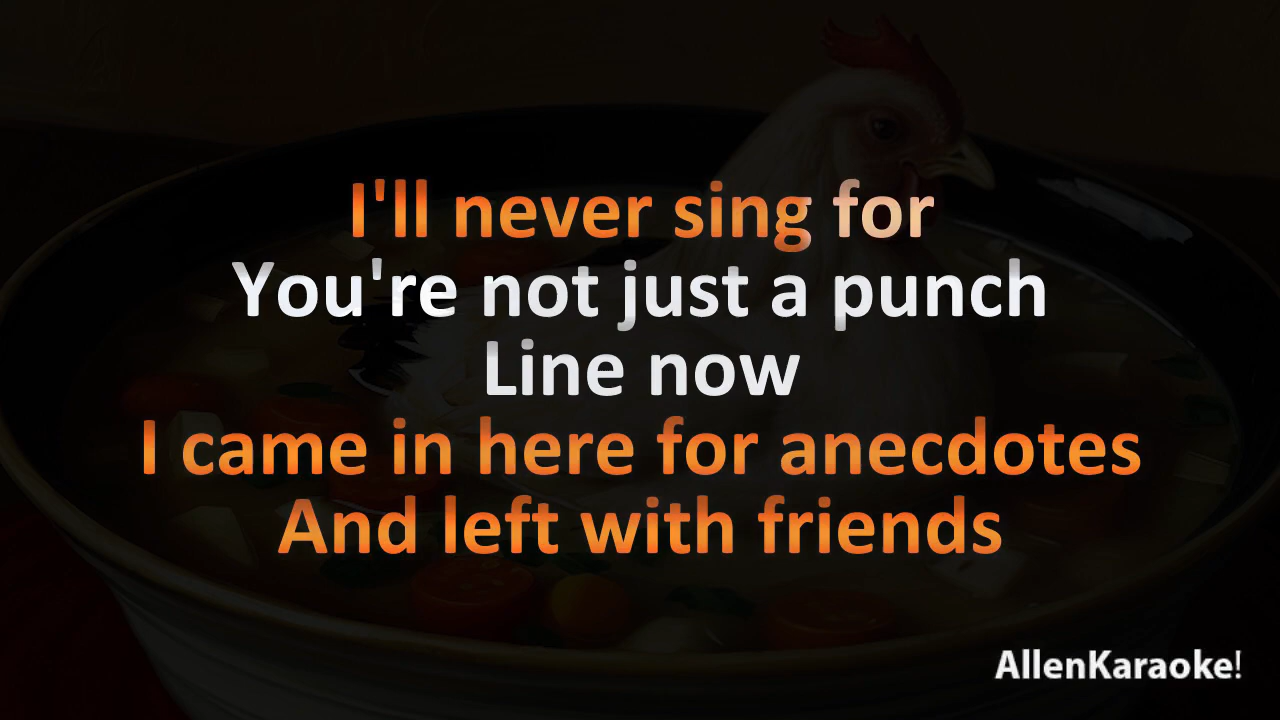 I'll never sing for
You're not just a punch
Line now
I came in here for anecdotes
And left with friends
AllenKaraoke!